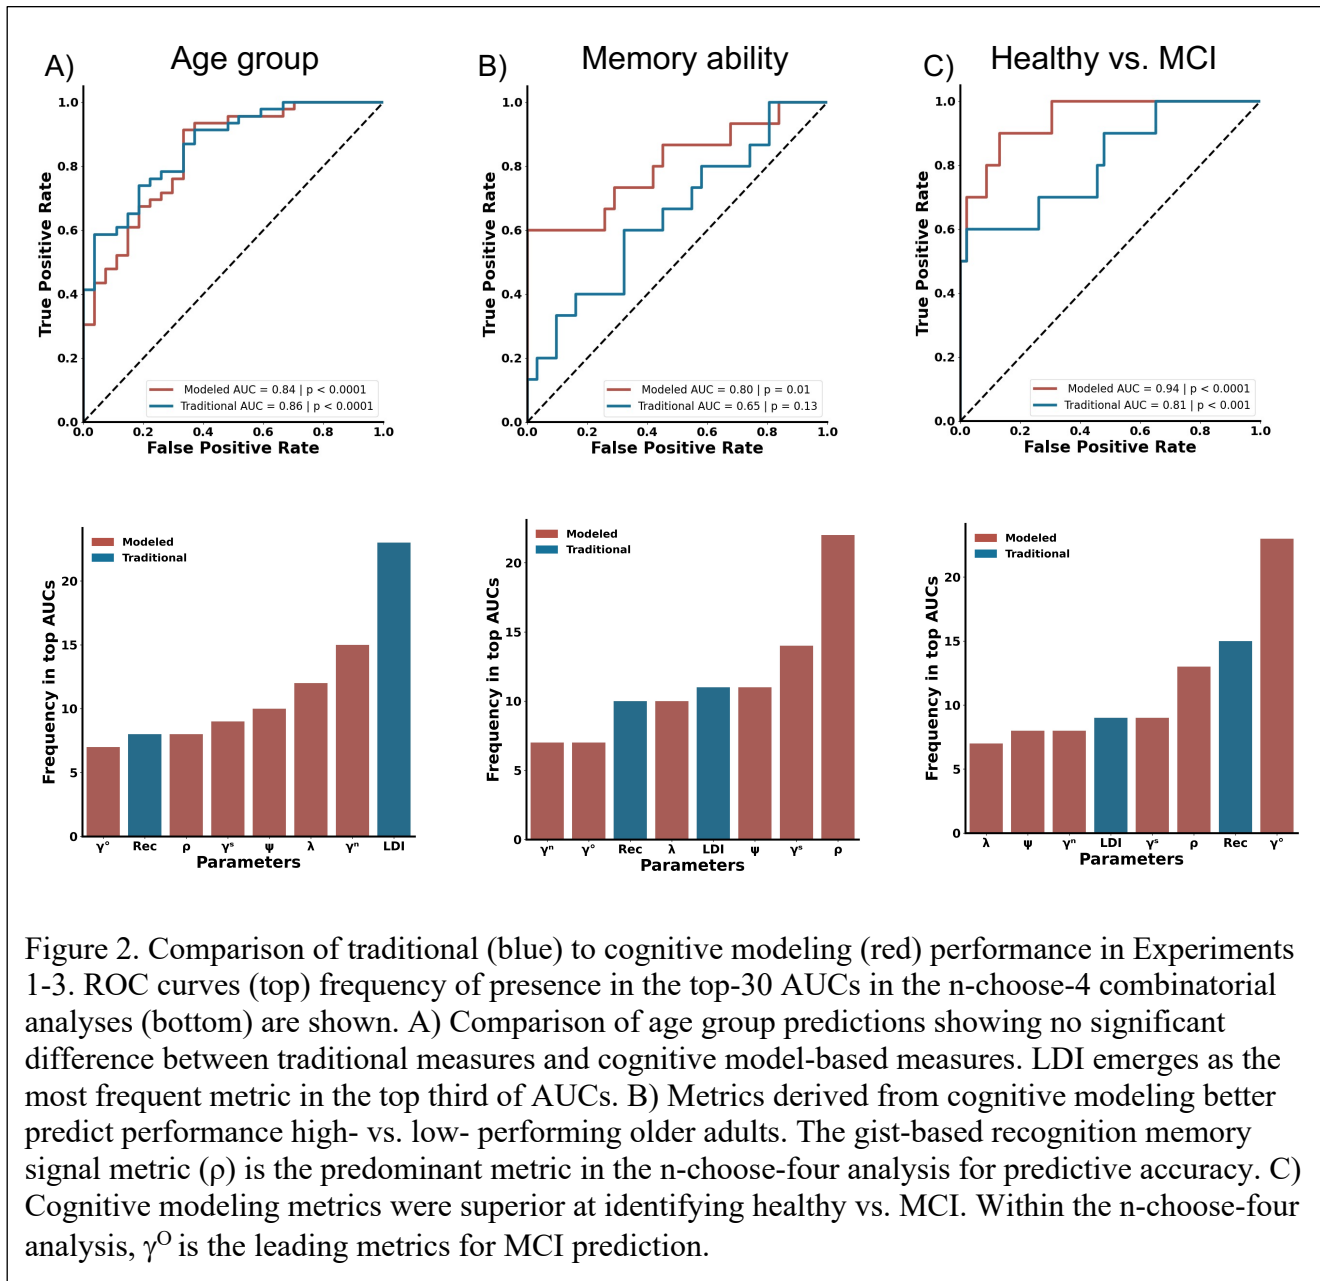 A) Age group
B) Memory ability
C) Healthy vs. MCI
True Positive Rate
1.0
0.8
0.6
0.4
0.2
0.0
0.0 0.2 0.4 0.6 0.8 1.0
False Positive Rate
Modeled AUC = 0.84 | p < 0.0001
Traditional AUC = 0.86 | p < 0.0001
True Positive Rate
1.0
0.8
0.6
0.4
0.2
0.0
0.0 0.2 0.4 0.6 0.8 1.0
False Positive Rate
Modeled AUC = 0.80 | p = 0.01
Traditional AUC = 0.65 | p = 0.13
True Positive Rate
1.0
0.8
0.6
0.4
0.2
0.0
0.0 0.2 0.4 0.6 0.8 1.0
False Positive Rate
Modeled AUC = 0.94 | p < 0.0001
Traditional AUC = 0.81 | p < 0.001
Frequency in top AUCs
Modeled
Traditional
20
15
10
5
0
γᵒ Rec ρ γˢ ψ λ γⁿ LDI
Parameters
Frequency in top AUCs
Modeled
Traditional
20
15
10
5
0
γⁿ γᵒ Rec λ LDI ψ γˢ ρ
Parameters
Frequency in top AUCs
Modeled
Traditional
20
15
10
5
0
λ ψ γⁿ LDI γˢ ρ Rec γᵒ
Parameters
Figure 2. Comparison of traditional (blue) to cognitive modeling (red) performance in Experiments
1-3. ROC curves (top) frequency of presence in the top-30 AUCs in the n-choose-4 combinatorial
analyses (bottom) are shown. A) Comparison of age group predictions showing no significant
difference between traditional measures and cognitive model-based measures. LDI emerges as the
most frequent metric in the top third of AUCs. B) Metrics derived from cognitive modeling better
predict performance high- vs. low- performing older adults. The gist-based recognition memory
signal metric (ρ) is the predominant metric in the n-choose-four analysis for predictive accuracy. C)
Cognitive modeling metrics were superior at identifying healthy vs. MCI. Within the n-choose-four
analysis, γᴼ is the leading metrics for MCI prediction.